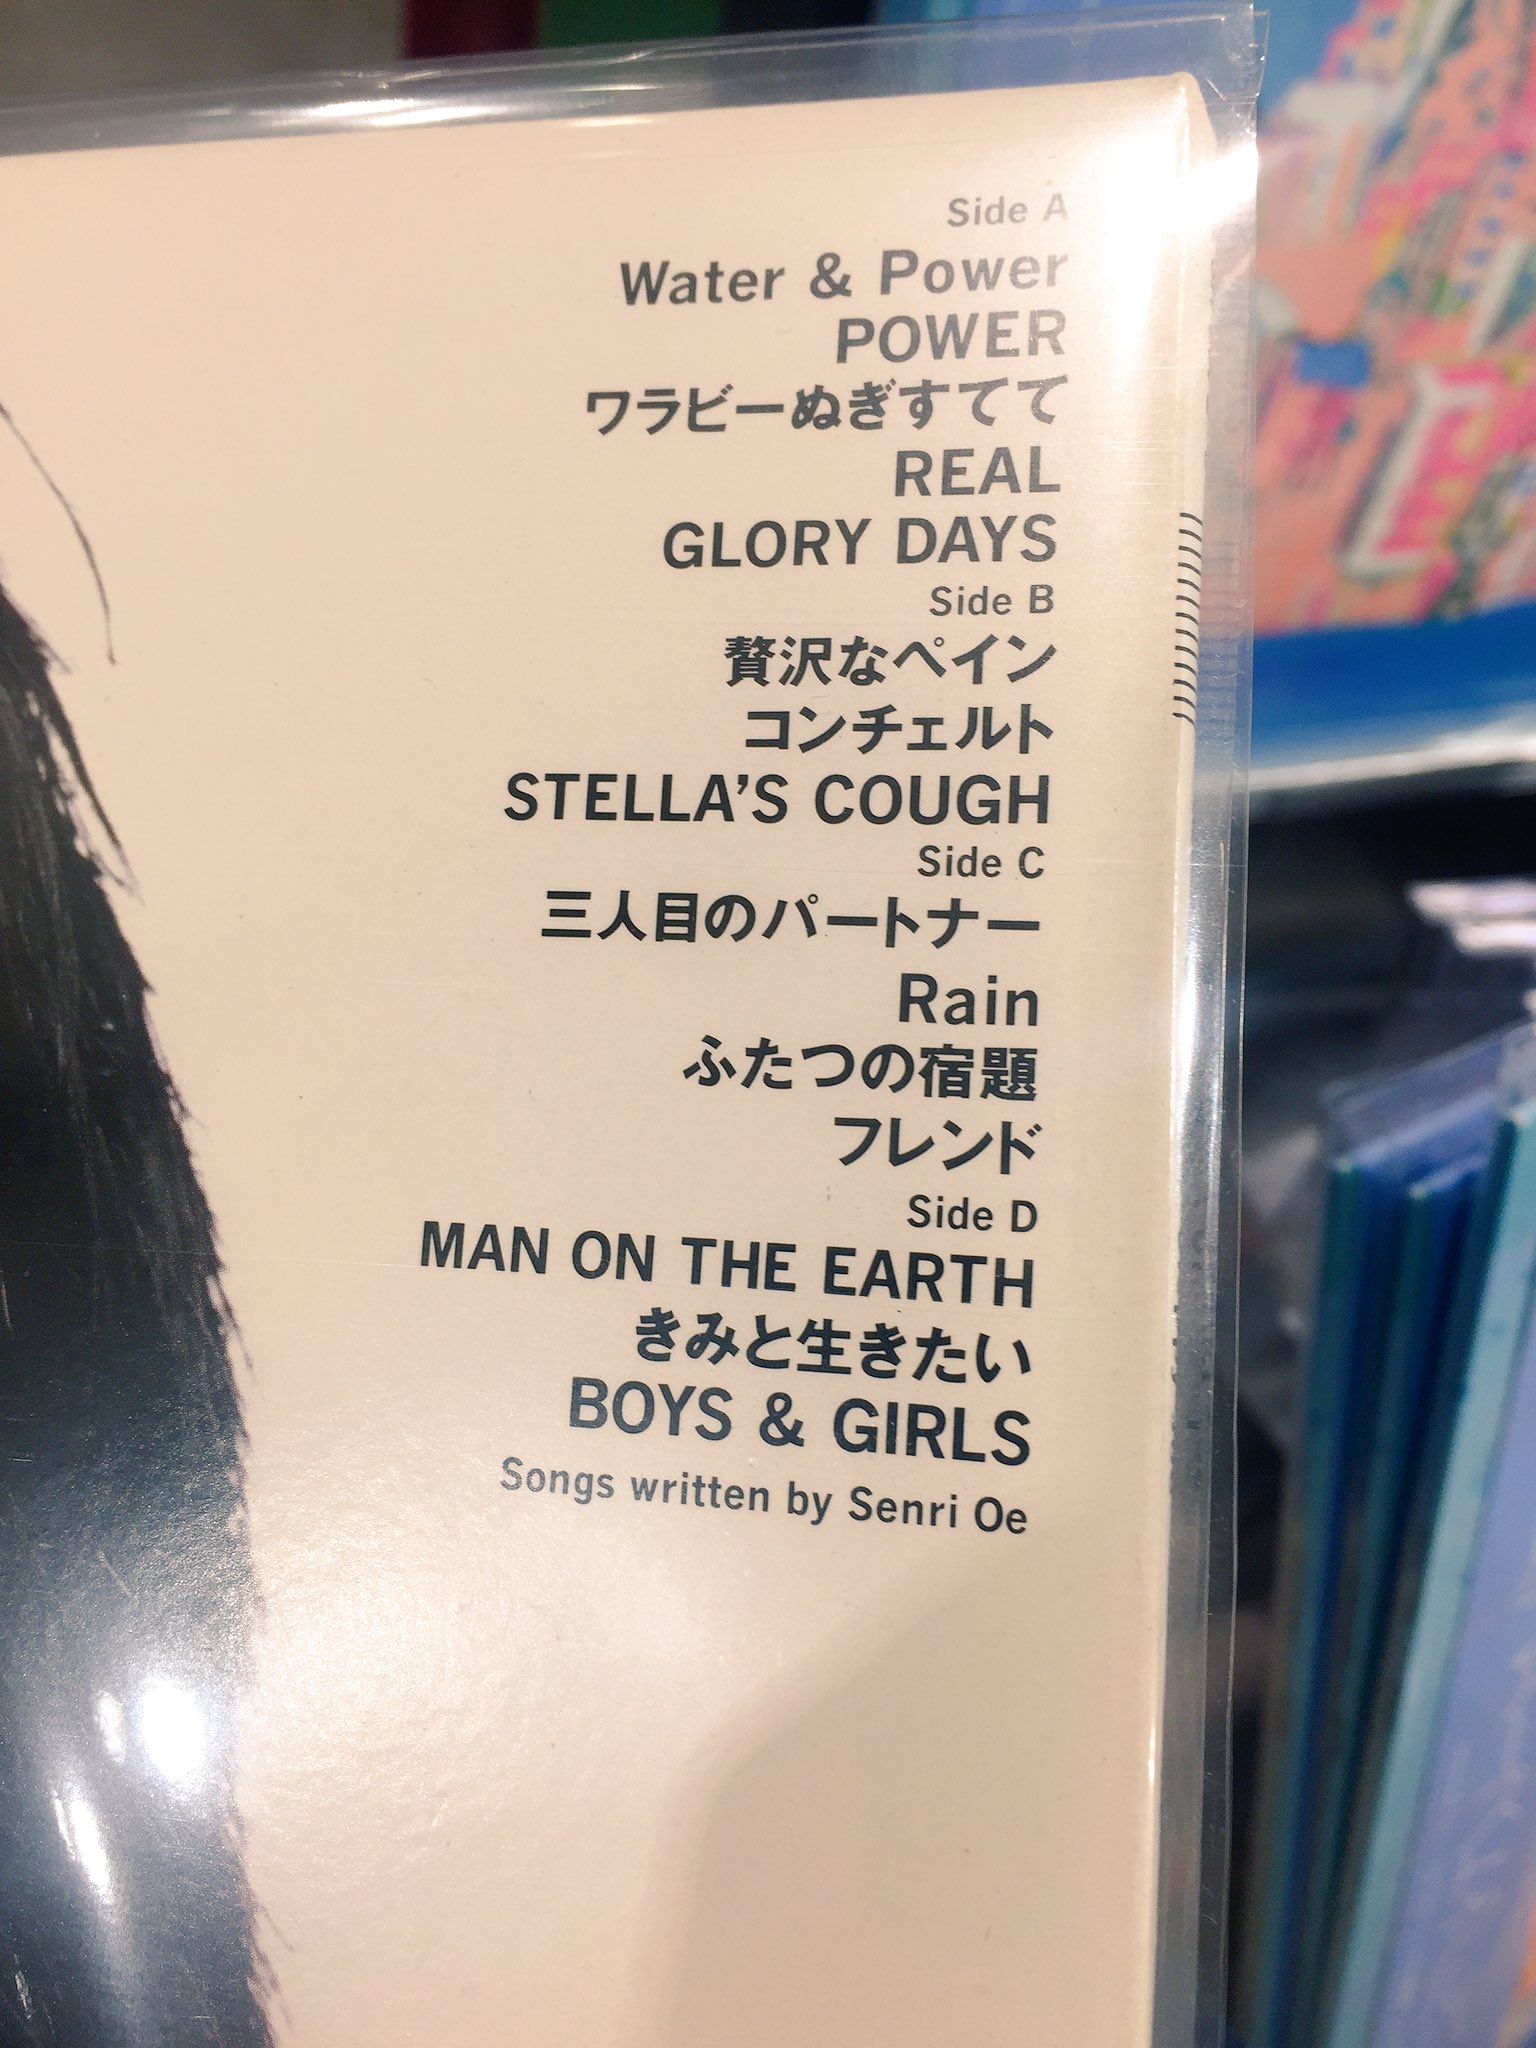 Side A
Water & Power
POWER
ワラビーぬぎすてて
REAL
GLORY DAYS
Side B
贅沢なペイン
コンチェルト
STELLA'S COUGH
Side C
三人目のパートナー
Rain
ふたつの宿題
フレンド
Side D
MAN ON THE EARTH
きみと生きたい
BOYS & GIRLS
Songs written by Senri Oe